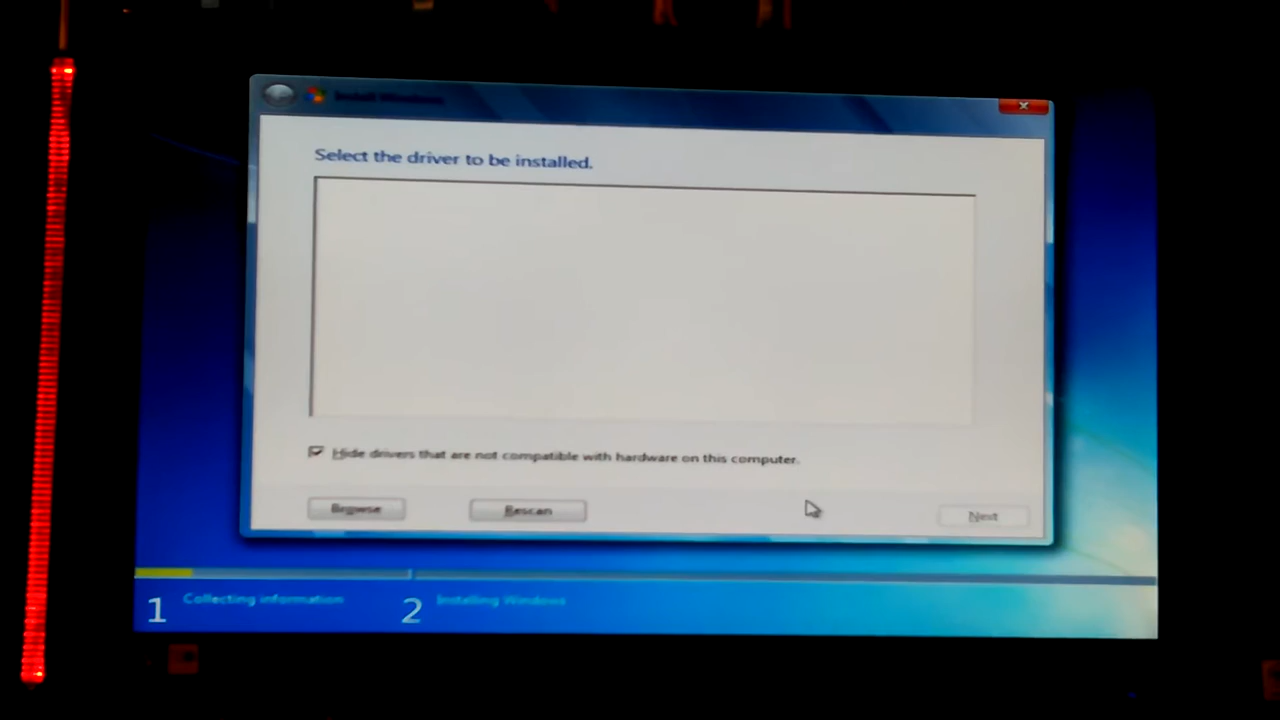 Install Windows
Select the driver to be installed.
Hide drivers that are not compatible with hardware on this computer.
Browse
Rescan
Next
1 Collecting information
2 Installing Windows